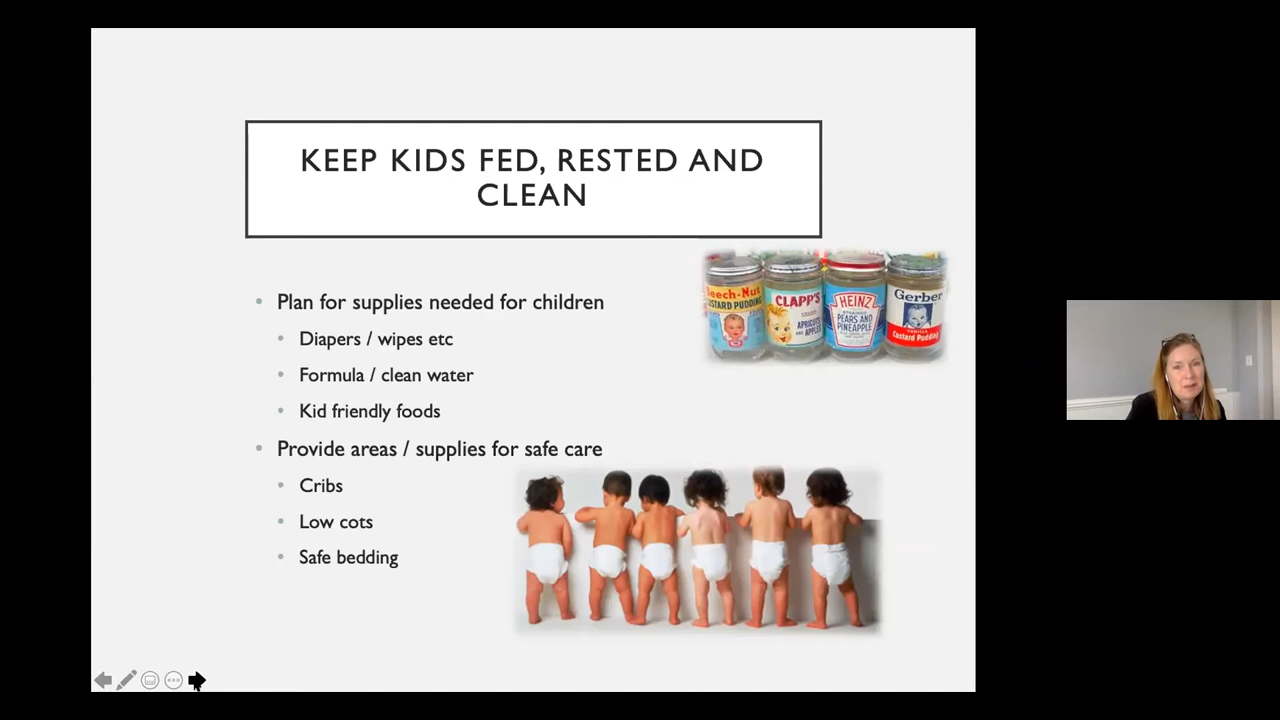 KEEP KIDS FED, RESTED AND
CLEAN
Plan for supplies needed for children
Diapers / wipes etc
Formula / clean water
Kid friendly foods
Provide areas / supplies for safe care
Cribs
Low cots
Safe bedding
Beech-Nut
CUSTARD PUDDING
CLAPP'S
APRICOTS
AND APPLES
HEINZ
STRAINED
PEARS AND
PINEAPPLE
Gerber
Custard Pudding